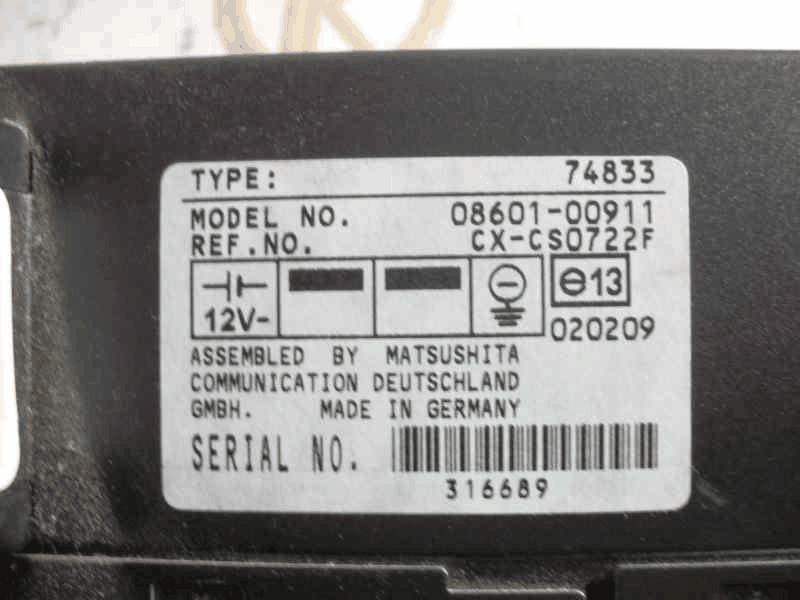 TYPE: 74833
MODEL NO. 08601-00911
REF.NO. CX-CS0722F
12V- ⊖13
020209
ASSEMBLED BY MATSUSHITA
COMMUNICATION DEUTSCHLAND
GMBH. MADE IN GERMANY
SERIAL NO.
316689